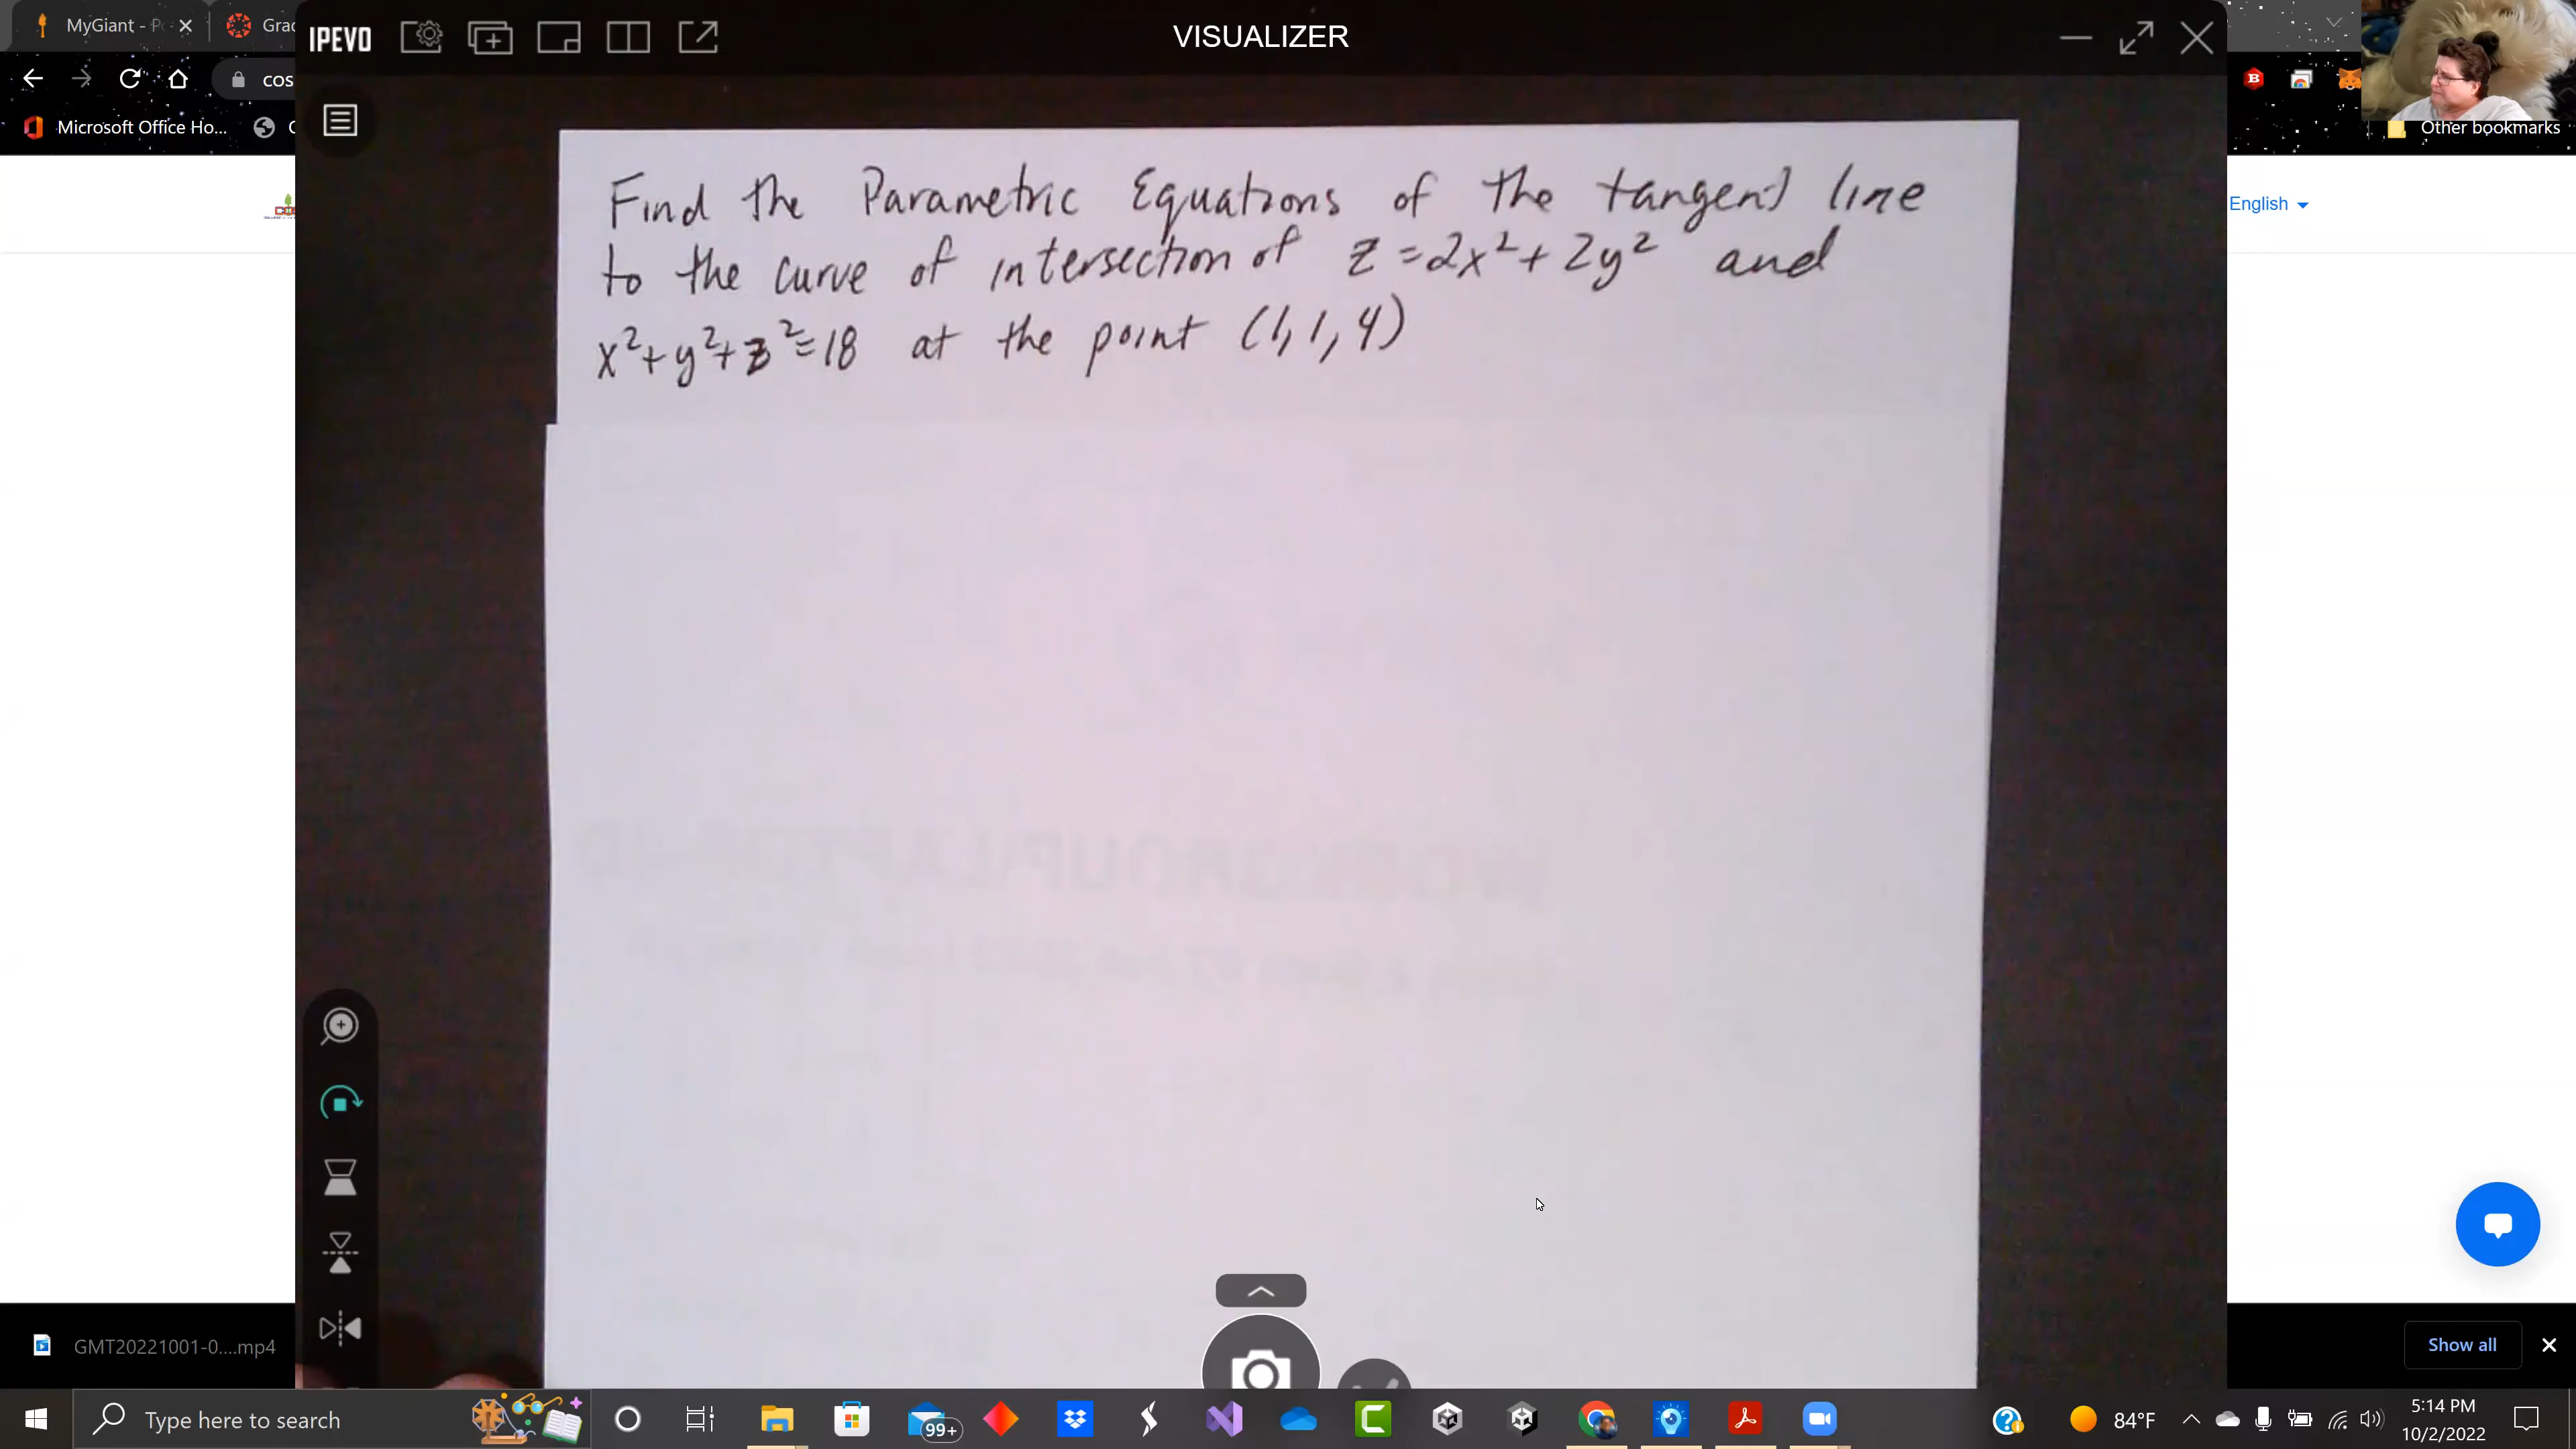 MyGiant - P
Grac
IPEVO
VISUALIZER
cos
Microsoft Office Ho...
Other bookmarks
English
Find the Parametric Equations of the tangent line
to the curve of intersection of z = 2x² + 2y² and
x² + y² + z² = 18 at the point (1, 1, 4)
GMT20221001-0....mp4
Show all
Type here to search
99+
84°F
5:14 PM
10/2/2022